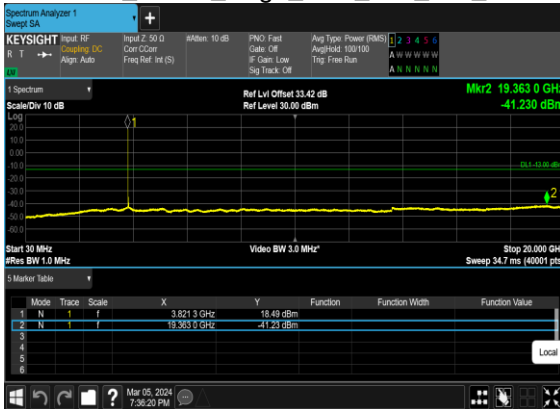 Spectrum Analyzer 1
Swept SA
+
KEYSIGHT Input: RF Input Z: 50 Ω #Atten: 10 dB PNO: Fast Avg Type: Power (RMS) 1 2 3 4 5 6
R T Coupling: DC Corr CCorr Gate: Off Avg|Hold: 100/100 A W W W W W
Align: Auto Freq Ref: Int (S) IF Gain: Low Trig: Free Run
LW Sig Track: Off A N N N N N
1 Spectrum Ref Lvl Offset 33.42 dB Mkr2 19.363 0 GHz
Scale/Div 10 dB Ref Level 30.00 dBm -41.230 dBm
Log
20.0
10.0
0.00
-10.0 DL1 -13.00 dBm
-20.0
-30.0
-40.0
-50.0
-60.0
1
2
Start 30 MHz Video BW 3.0 MHz* Stop 20.000 GH
#Res BW 1.0 MHz Sweep 34.7 ms (40001 pts
5 Marker Table
Mode Trace Scale X Y Function Function Width Function Value
1 N 1 f 3.821 3 GHz 18.49 dBm
2 N 1 f 19.363 0 GHz -41.23 dBm
3
4
5
6
Local
? Mar 05, 2024
7:36:20 PM